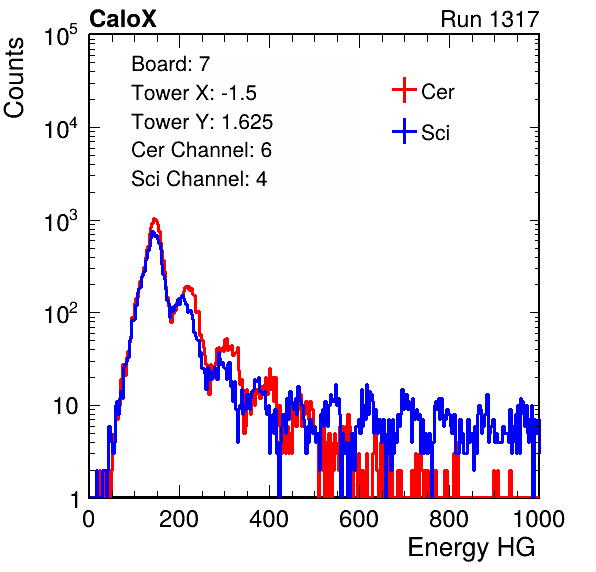 CaloX Run 1317
Counts
10^5
10^4
10^3
10^2
10
1
Board: 7
Tower X: -1.5
Tower Y: 1.625
Cer Channel: 6
Sci Channel: 4
Cer
Sci
0 200 400 600 800 1000
Energy HG